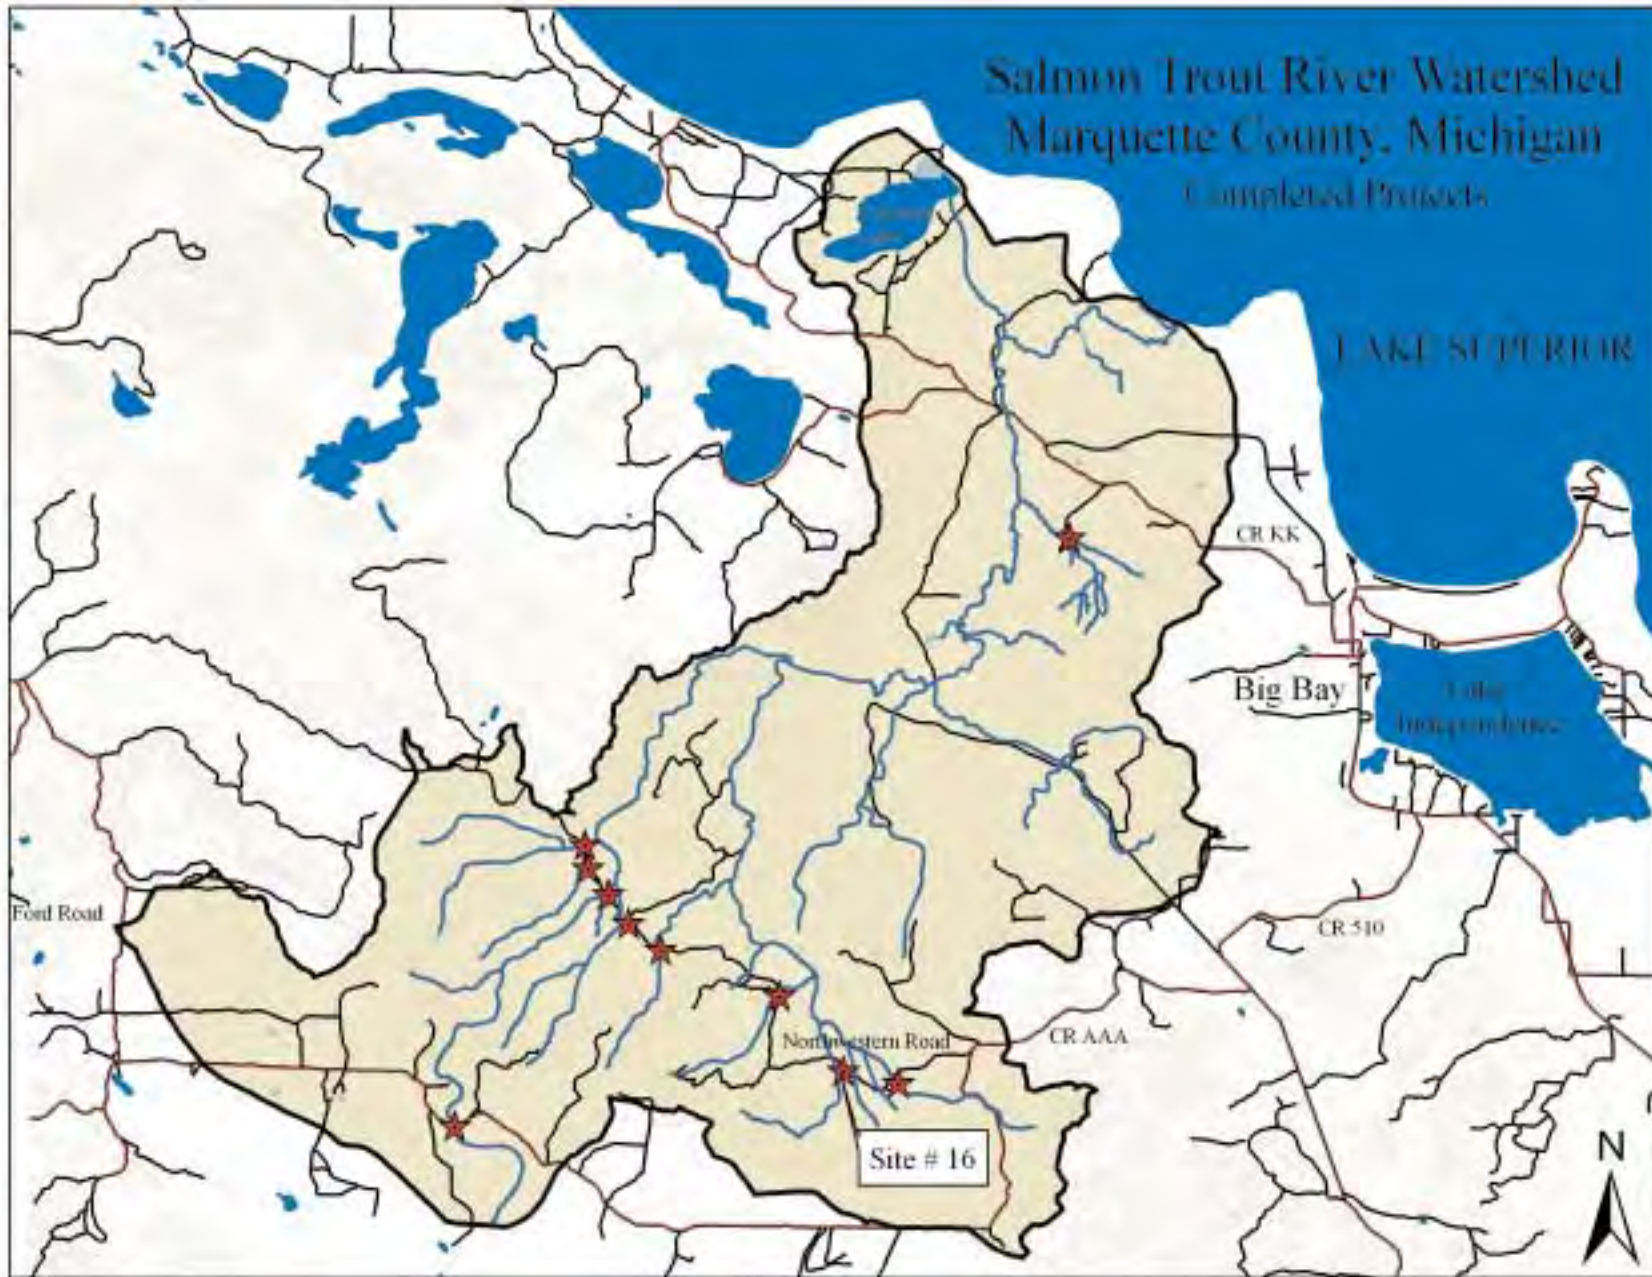 Salmon Trout River Watershed
Marquette County, Michigan
Completed Projects
LAKE SUPERIOR
CR KK
Big Bay
Lake
Independence
Ford Road
CR 510
Northwestern Road
CR AAA
Site # 16
N